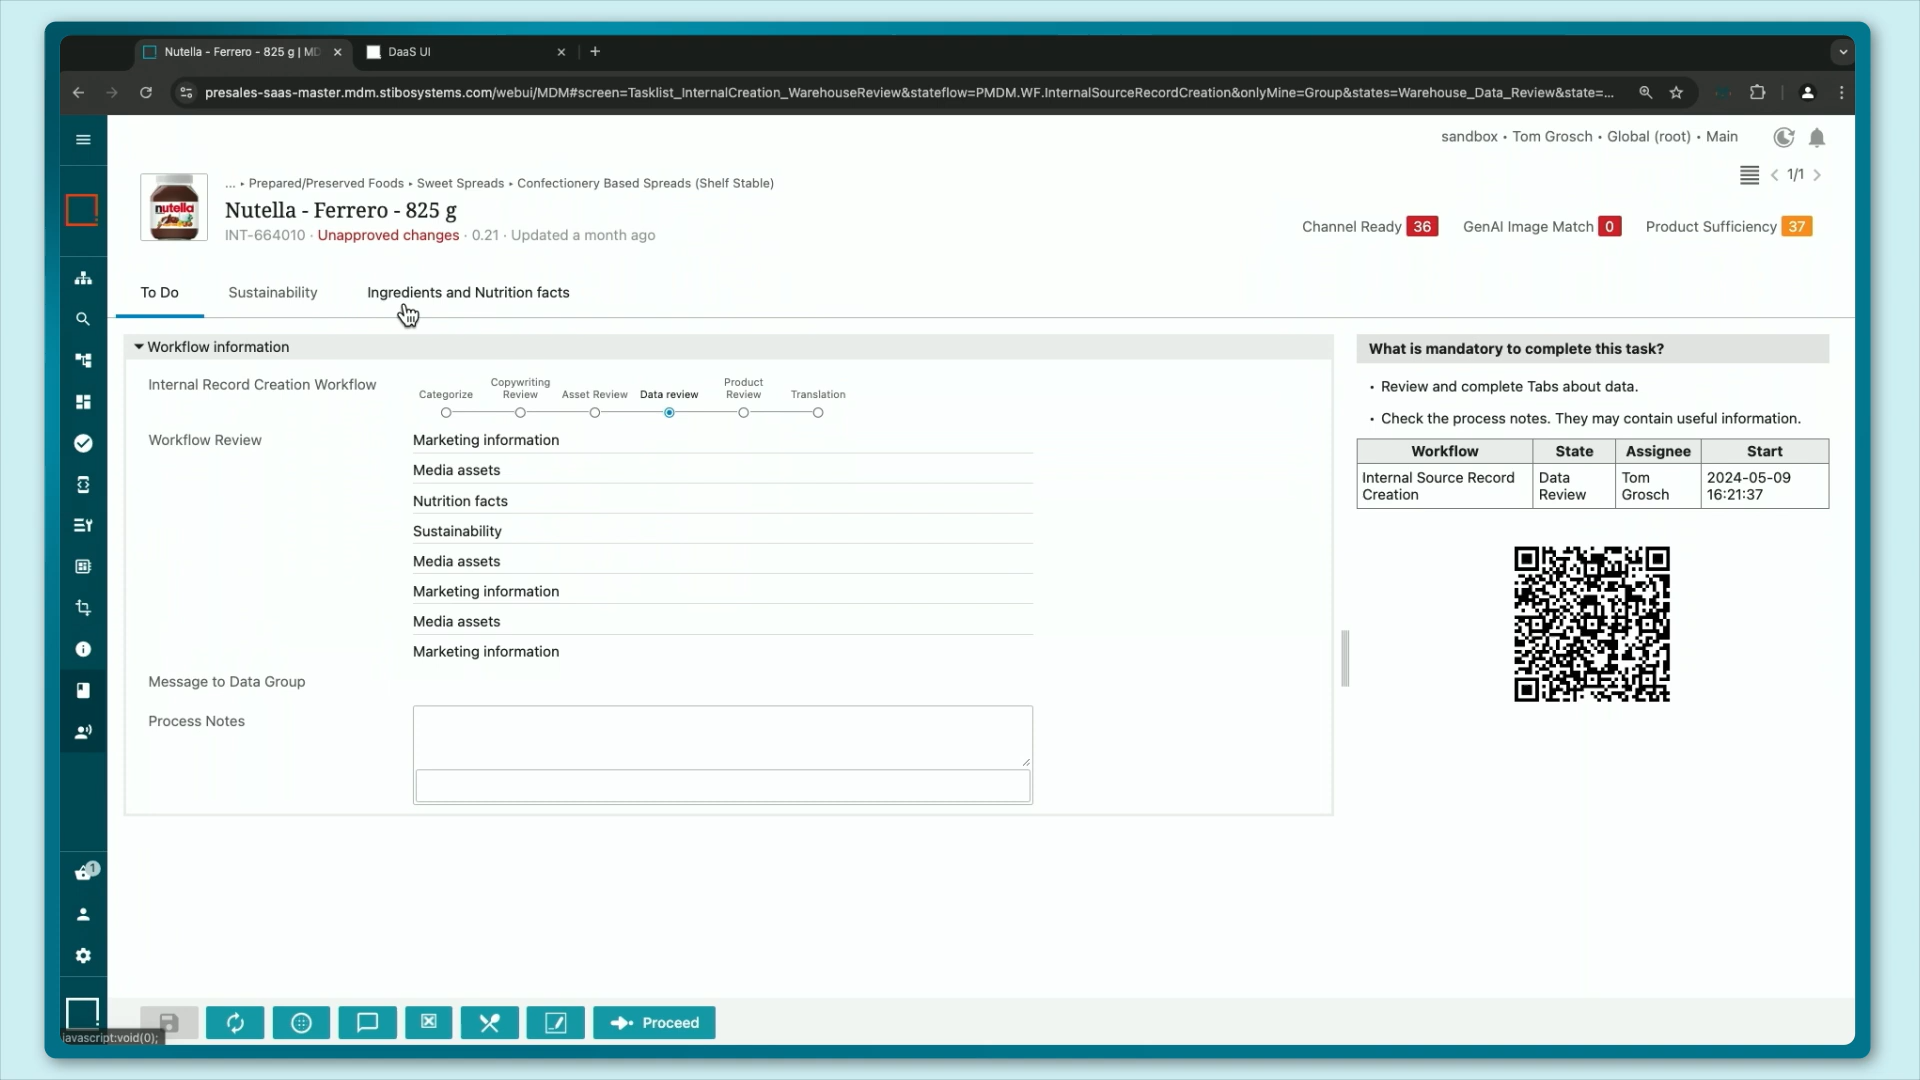 Nutella - Ferrero - 825 g | MD
DaaS UI
presales-saas-master.mdm.stibosystems.com/webui/MDM#screen=Tasklist_InternalCreation_WarehouseReview&stateflow=PMDM.WF.InternalSourceRecordCreation&onlyMine=Group&states=Warehouse_Data_Review&state=...
sandbox • Tom Grosch • Global (root) • Main
... ▸ Prepared/Preserved Foods ▸ Sweet Spreads ▸ Confectionery Based Spreads (Shelf Stable)
1/1
nutella
Nutella - Ferrero - 825 g
INT-664010 · Unapproved changes · 0.21 · Updated a month ago
Channel Ready 36 GenAI Image Match 0 Product Sufficiency 37
To Do Sustainability Ingredients and Nutrition facts
Workflow information
Internal Record Creation Workflow
Categorize
Copywriting
Review
Asset Review
Data review
Product
Review
Translation
Workflow Review
Marketing information
Media assets
Nutrition facts
Sustainability
Media assets
Marketing information
Media assets
Marketing information
Message to Data Group
Process Notes
What is mandatory to complete this task?
• Review and complete Tabs about data.
• Check the process notes. They may contain useful information.
Workflow State Assignee Start
Internal Source Record
Creation
Data
Review
Tom
Grosch
2024-05-09
16:21:37
1
Proceed
javascript:void(0);